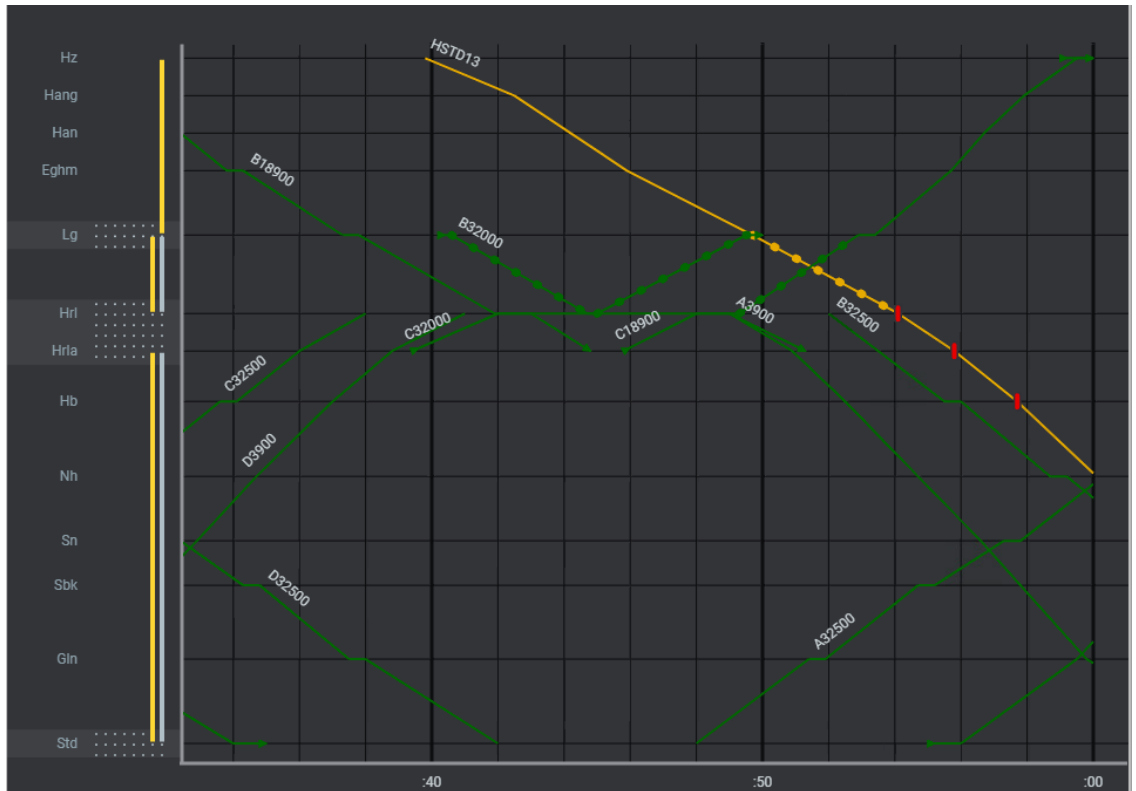 Hz
HSTD13
Hang
Han
Eghm
B18900
Lg
B32000
Hrl
C32000
C18900
A3900
B32500
Hrla
C32500
Hb
D3900
Nh
Sn
Sbk
D32500
A32500
Gln
Std
:40
:50
:00